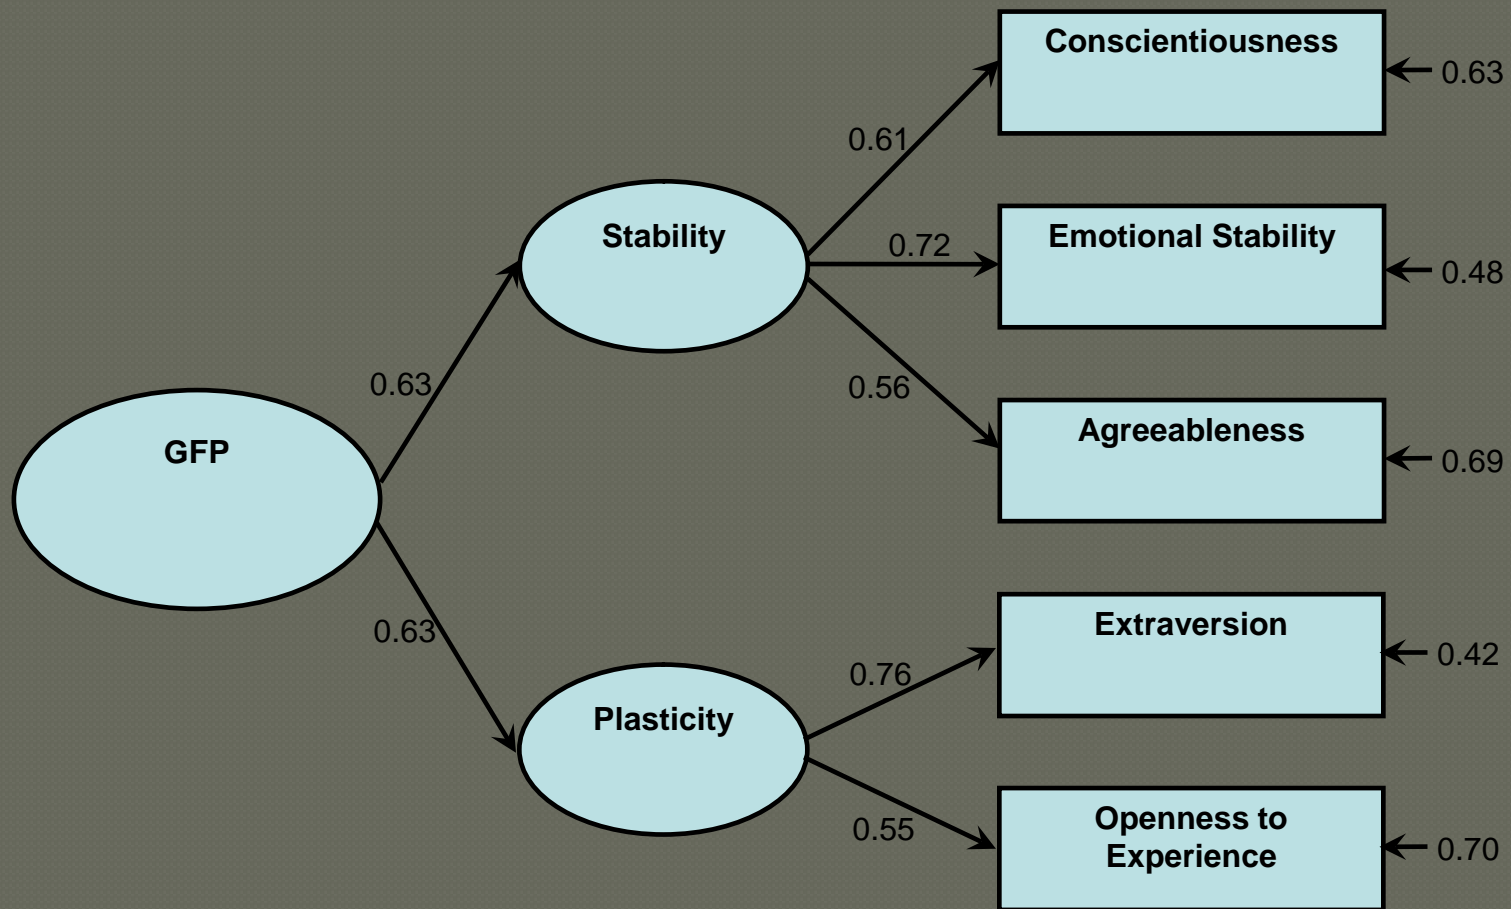 Conscientiousness
0.63
0.61
Stability
0.72
Emotional Stability
0.48
0.63
0.56
Agreeableness
0.69
GFP
0.63
Plasticity
0.76
Extraversion
0.42
0.55
Openness to
Experience
0.70